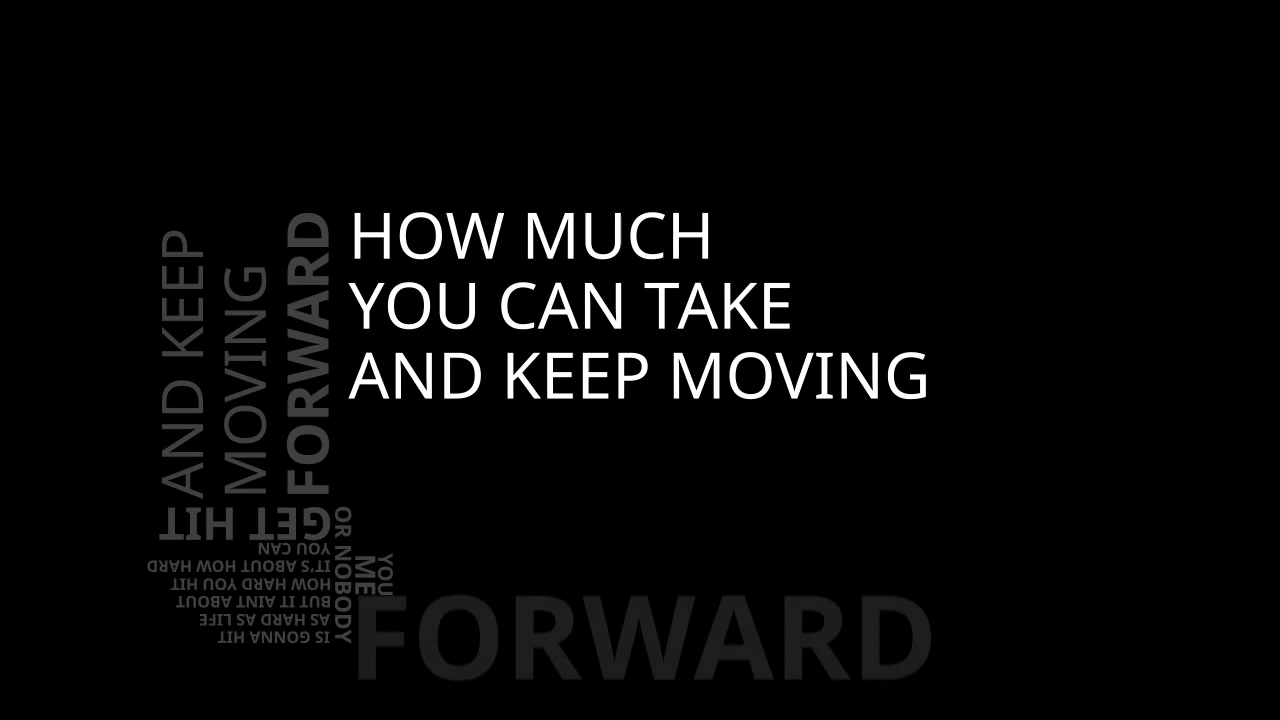 HOW MUCH
YOU CAN TAKE
AND KEEP MOVING
FORWARD
AND KEEP
MOVING
FORWARD
GET HIT
YOU CAN
IT'S ABOUT HOW HARD
HOW HARD YOU HIT
BUT IT AINT ABOUT
AS HARD AS LIFE
IS GONNA HIT
OR NOBODY
ME
YOU